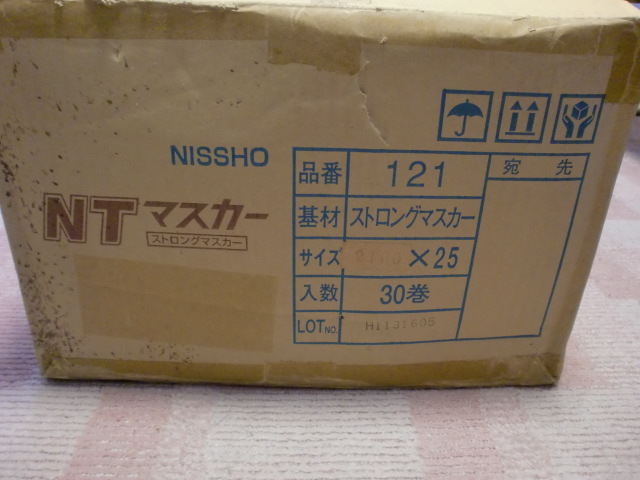 NISSHO
NTマスカー
ストロングマスカー
品番 121
基材 ストロングマスカー
サイズ 2100 × 25
入数 30巻
LOT NO. H1131605
宛 先